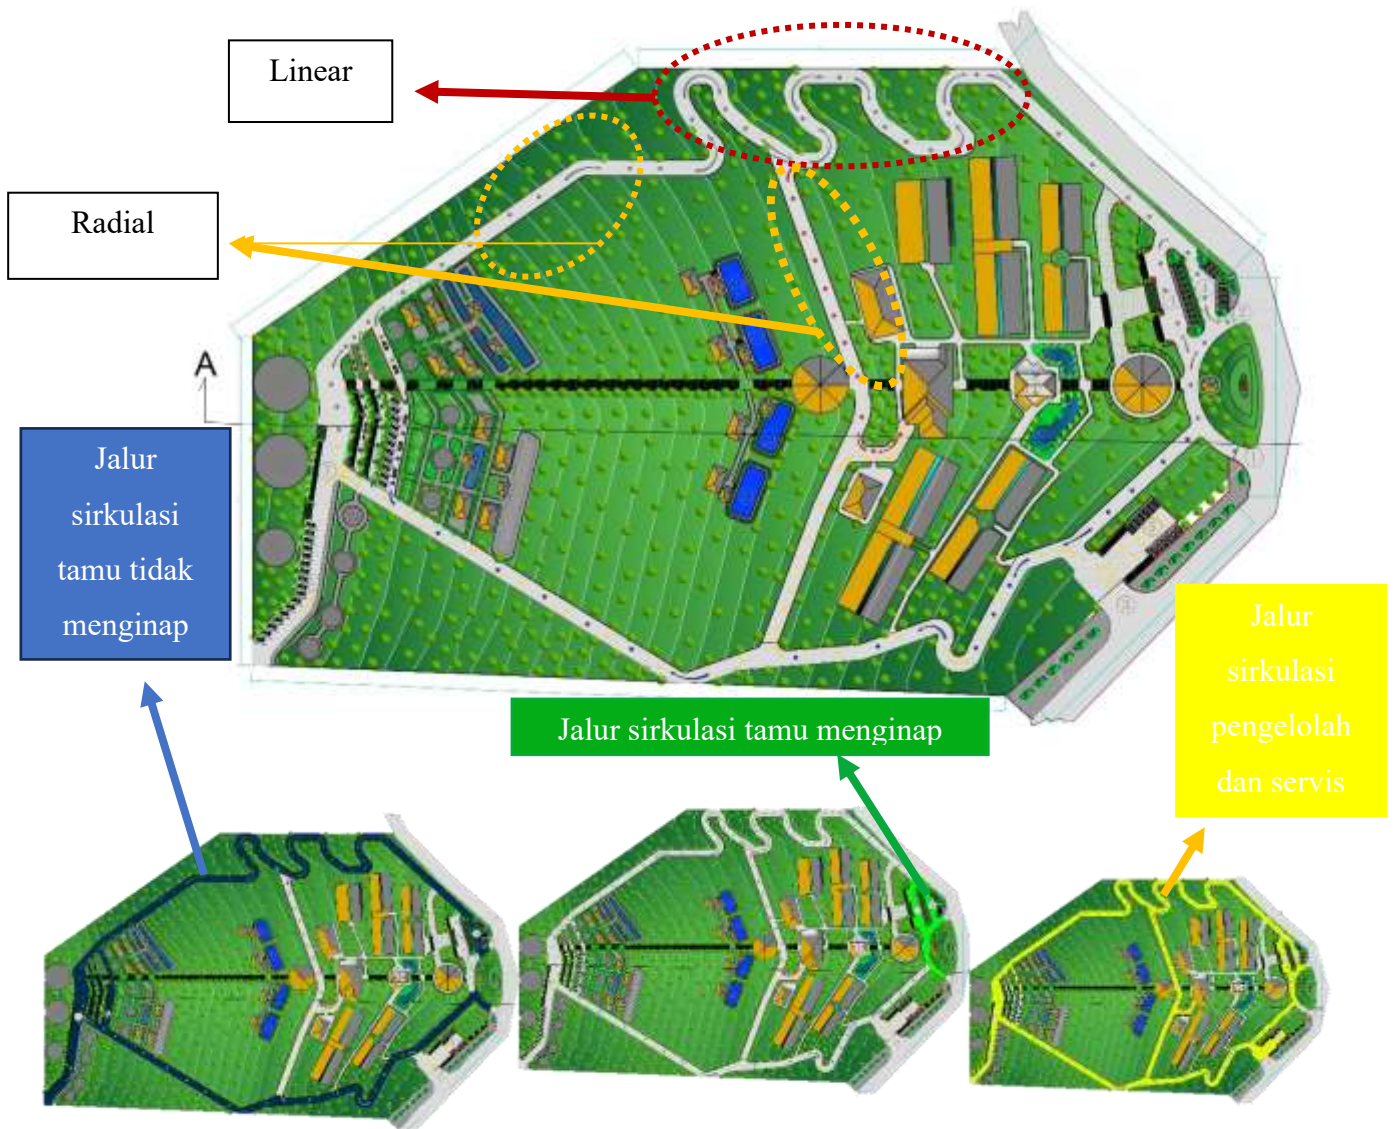 Linear
Radial
A
Jalur
sirkulasi
tamu tidak
menginap
Jalur sirkulasi tamu menginap
Jalur
sirkulasi
pengelolah
dan servis